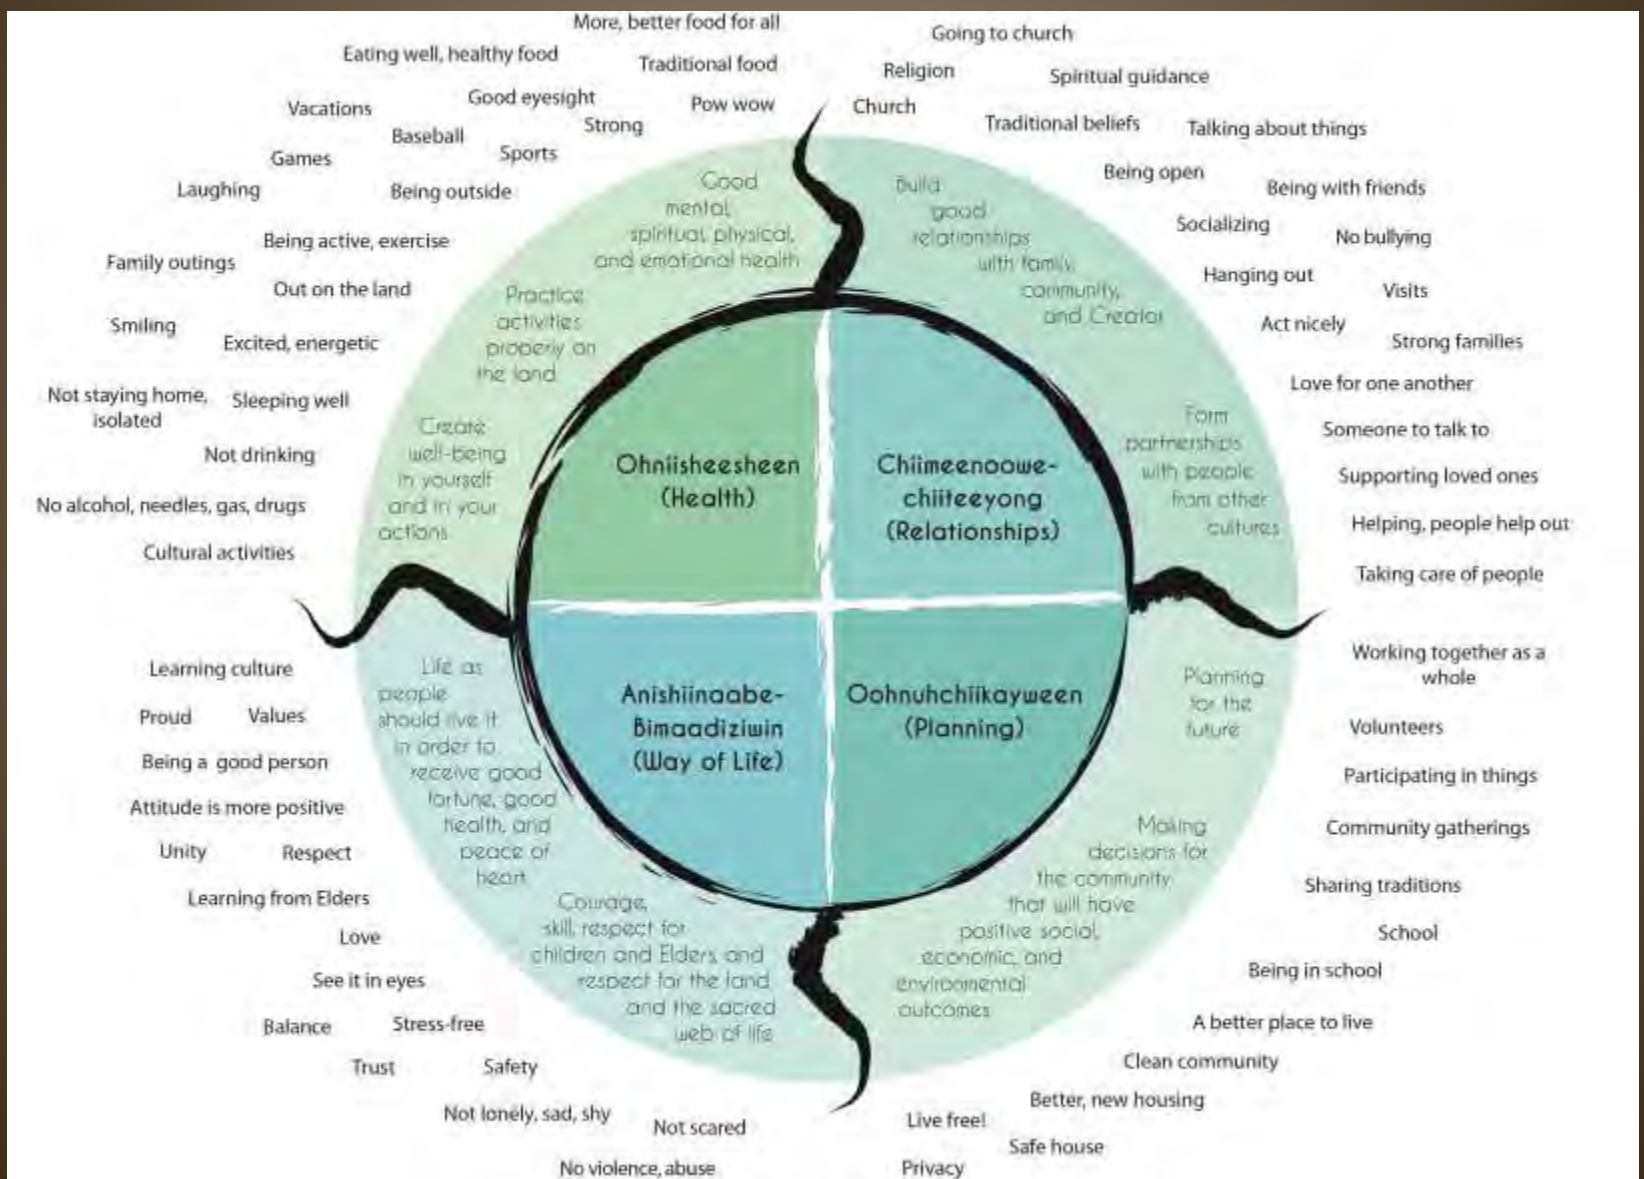 More, better food for all
Eating well, healthy food
Traditional food
Vacations
Good eyesight
Pow wow
Baseball
Strong
Games
Sports
Laughing
Being outside
Being active, exercise
Family outings
Out on the land
Smiling
Excited, energetic
Not staying home,
isolated
Sleeping well
Not drinking
No alcohol, needles, gas, drugs
Cultural activities
Going to church
Religion
Spiritual guidance
Church
Traditional beliefs
Talking about things
Being open
Being with friends
Socializing
No bullying
Hanging out
Visits
Act nicely
Strong families
Love for one another
Someone to talk to
Supporting loved ones
Helping, people help out
Taking care of people
Good
mental,
spiritual, physical,
and emotional health
Practice
activities
properly on
the land
Create
well-being
in yourself
and in your
actions
Build
good
relationships
with family,
community,
and Creator
Form
partnerships
with people
from other
cultures
Ohniisheesheen
(Health)
Chiimeenoowe-
chiiteeyong
(Relationships)
Anishiinaabe-
Bimaadiziwin
(Way of Life)
Oohnuhchiikayween
(Planning)
Life as
people
should live it
in order to
receive good
fortune, good
health, and
peace of
heart
Courage,
skill, respect for
children and Elders, and
respect for the land
and the sacred
web of life
Planning
for the
future
Making
decisions for
the community
that will have
positive social,
economic, and
environmental
outcomes
Learning culture
Proud
Values
Being a good person
Attitude is more positive
Unity
Respect
Learning from Elders
Love
See it in eyes
Balance
Stress-free
Trust
Safety
Not lonely, sad, shy
Not scared
No violence, abuse
Working together as a
whole
Volunteers
Participating in things
Community gatherings
Sharing traditions
School
Being in school
A better place to live
Clean community
Better, new housing
Live free!
Safe house
Privacy